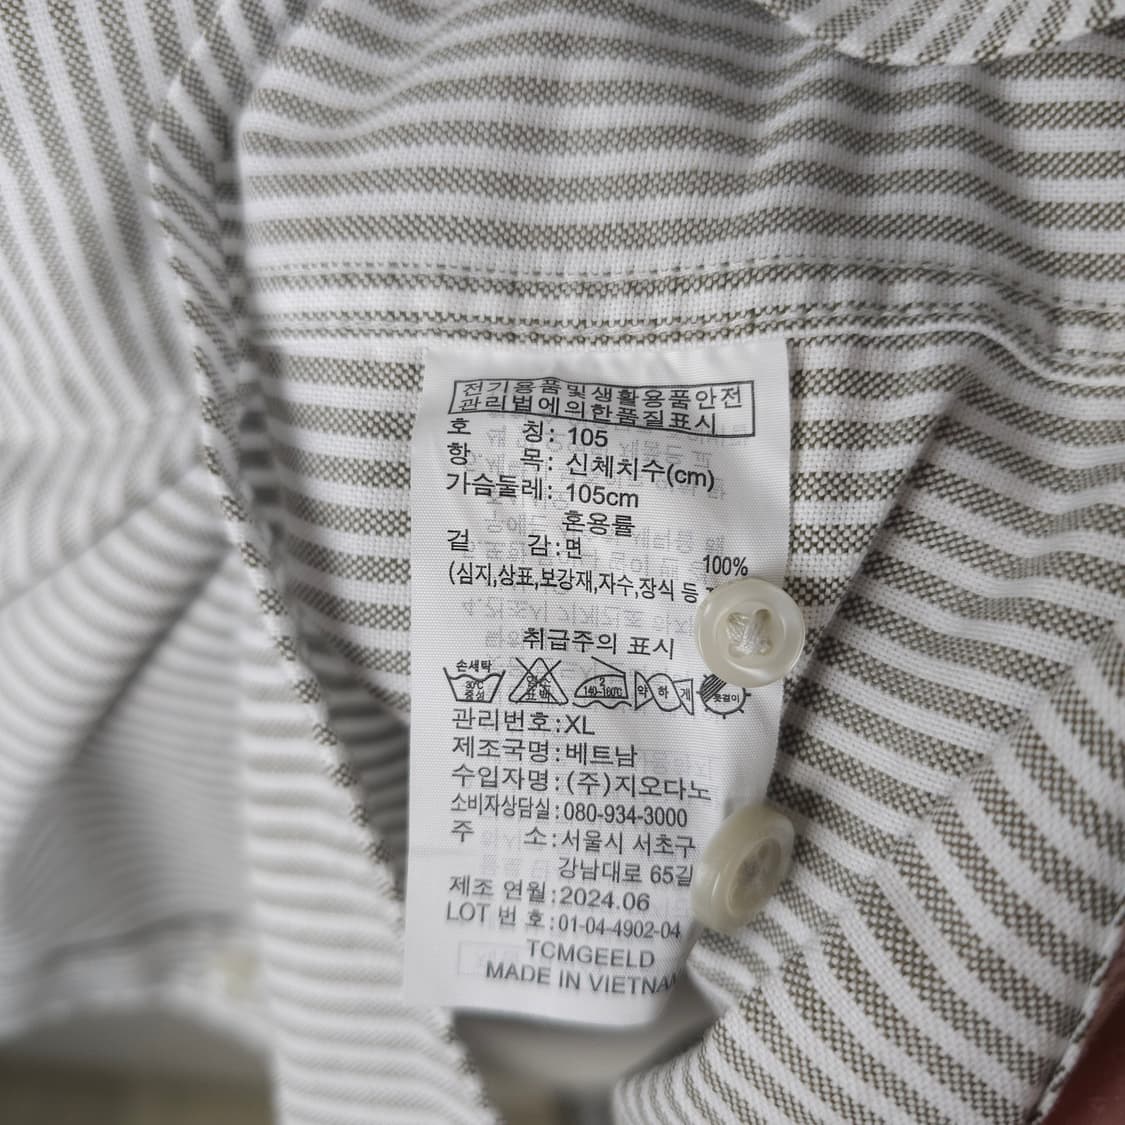 전기용품및생활용품안전
관리법에의한품질표시
호 칭: 105
항 목: 신체치수(cm)
가슴둘레: 105cm
혼용률
겉 감:면
100%
(심지,상표,보강재,자수,장식 등
취급주의 표시
손세탁
30℃
중성
염소
표백
2
140~160℃
약 하 게
옷걸이
관리번호:XL
제조국명:베트남
수입자명:(주)지오다노
소비자상담실:080-934-3000
주 소:서울시 서초구
강남대로 65길
제조 연월:2024.06
LOT 번 호:01-04-4902-04
TCMGEELD
MADE IN VIETNA